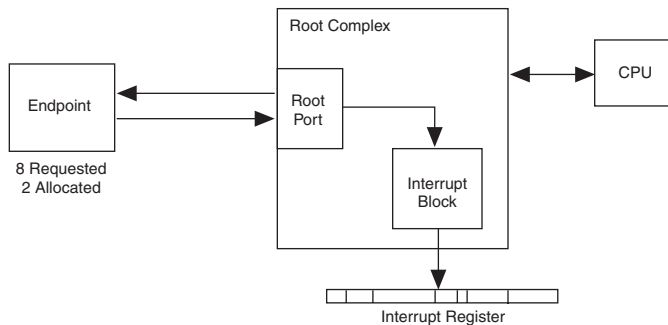 Root Complex
Endpoint
8 Requested
2 Allocated
Root
Port
Interrupt
Block
CPU
Interrupt Register